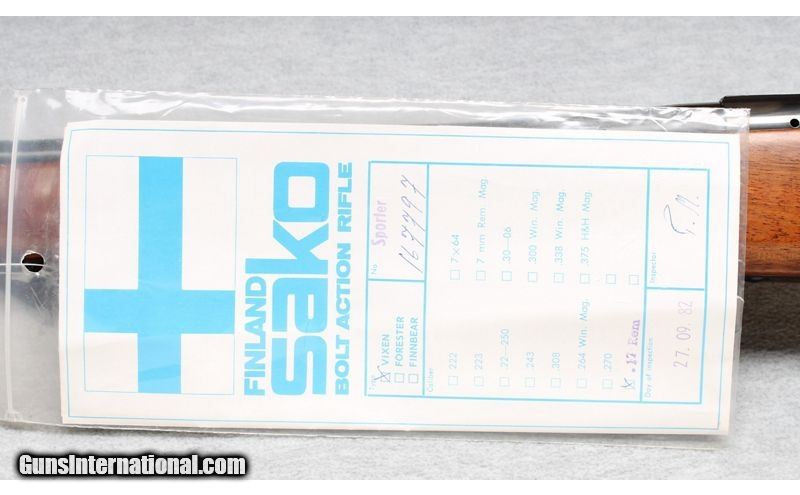 FINLAND
sako
BOLT ACTION RIFLE
Type
VIXEN
FORESTER
FINNBEAR
No
Sporter
Caliber
.222
.223
.22—250
.243
.308
.264 Win. Mag.
.270
.17 Rem
7 x 64
7 mm Rem Mag.
.30—06
.300 Win. Mag.
.338 Win. Mag.
.375 H&H Mag.
Day of inspection
27. 09. 82
Inspector
GunsInternational.com